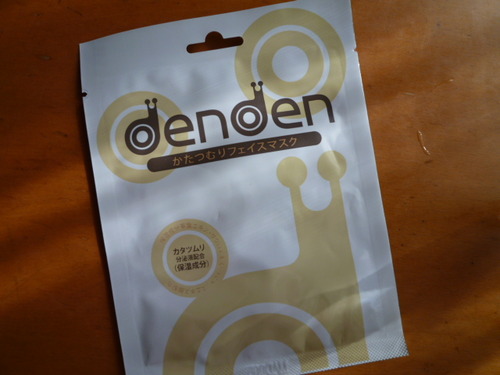 denden
かたつむりフェイスマスク
カタツムリ
分泌液配合
(保湿成分)